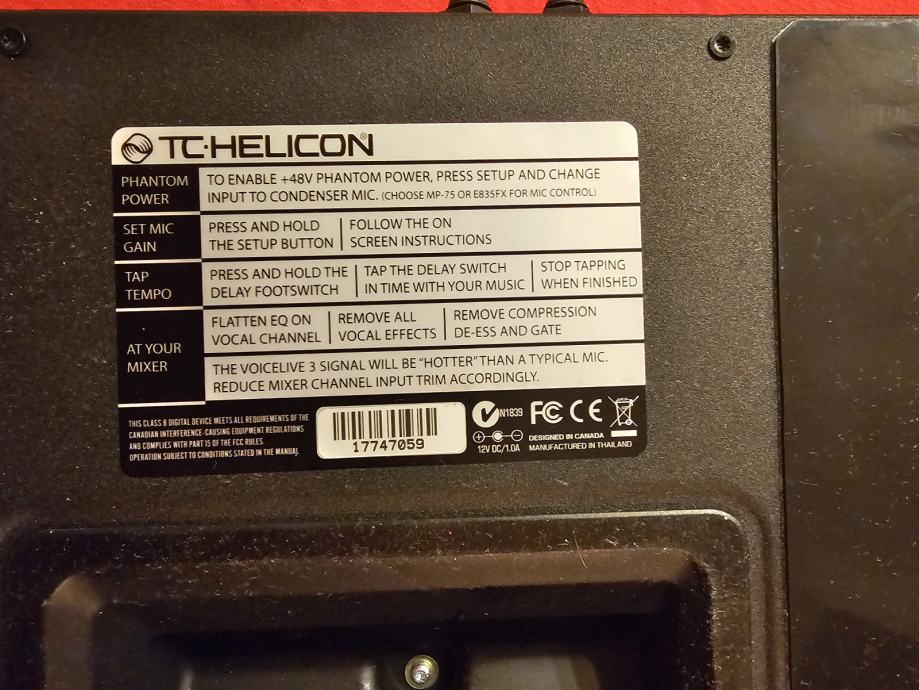 TC·HELICON®
PHANTOM
POWER
TO ENABLE +48V PHANTOM POWER, PRESS SETUP AND CHANGE
INPUT TO CONDENSER MIC. (CHOOSE MP-75 OR E835FX FOR MIC CONTROL)
SET MIC
GAIN
PRESS AND HOLD
THE SETUP BUTTON
FOLLOW THE ON
SCREEN INSTRUCTIONS
TAP
TEMPO
PRESS AND HOLD THE
DELAY FOOTSWITCH
TAP THE DELAY SWITCH
IN TIME WITH YOUR MUSIC
STOP TAPPING
WHEN FINISHED
AT YOUR
MIXER
FLATTEN EQ ON
VOCAL CHANNEL
REMOVE ALL
VOCAL EFFECTS
REMOVE COMPRESSION
DE-ESS AND GATE
THE VOICELIVE 3 SIGNAL WILL BE "HOTTER" THAN A TYPICAL MIC.
REDUCE MIXER CHANNEL INPUT TRIM ACCORDINGLY.
THIS CLASS B DIGITAL DEVICE MEETS ALL REQUIREMENTS OF THE
CANADIAN INTERFERENCE-CAUSING EQUIPMENT REGULATIONS
AND COMPLIES WITH PART 15 OF THE FCC RULES.
OPERATION SUBJECT TO CONDITIONS STATED IN THE MANUAL
17747059
N1839
FC CE
12V DC/1.0A
DESIGNED IN CANADA
MANUFACTURED IN THAILAND